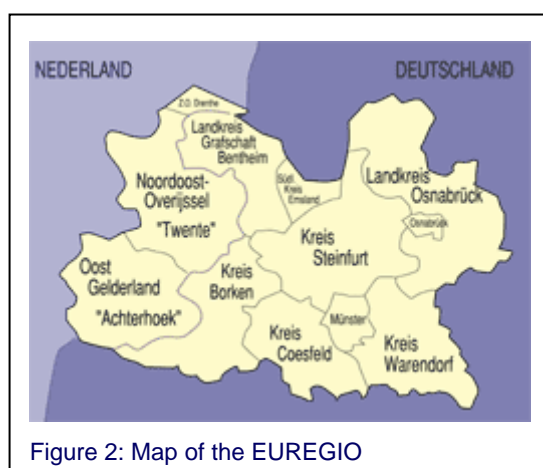 NEDERLAND
DEUTSCHLAND
Z.O. Drenthe
Landkreis
Grafschaft
Bentheim
Südl.
Kreis
Emsland
Landkreis
Osnabrück
Osnabrück
Noordoost-
Overijssel
"Twente"
Kreis
Steinfurt
Oost
Gelderland
"Achterhoek"
Kreis
Borken
Münster
Kreis
Coesfeld
Kreis
Warendorf
Figure 2: Map of the EUREGIO